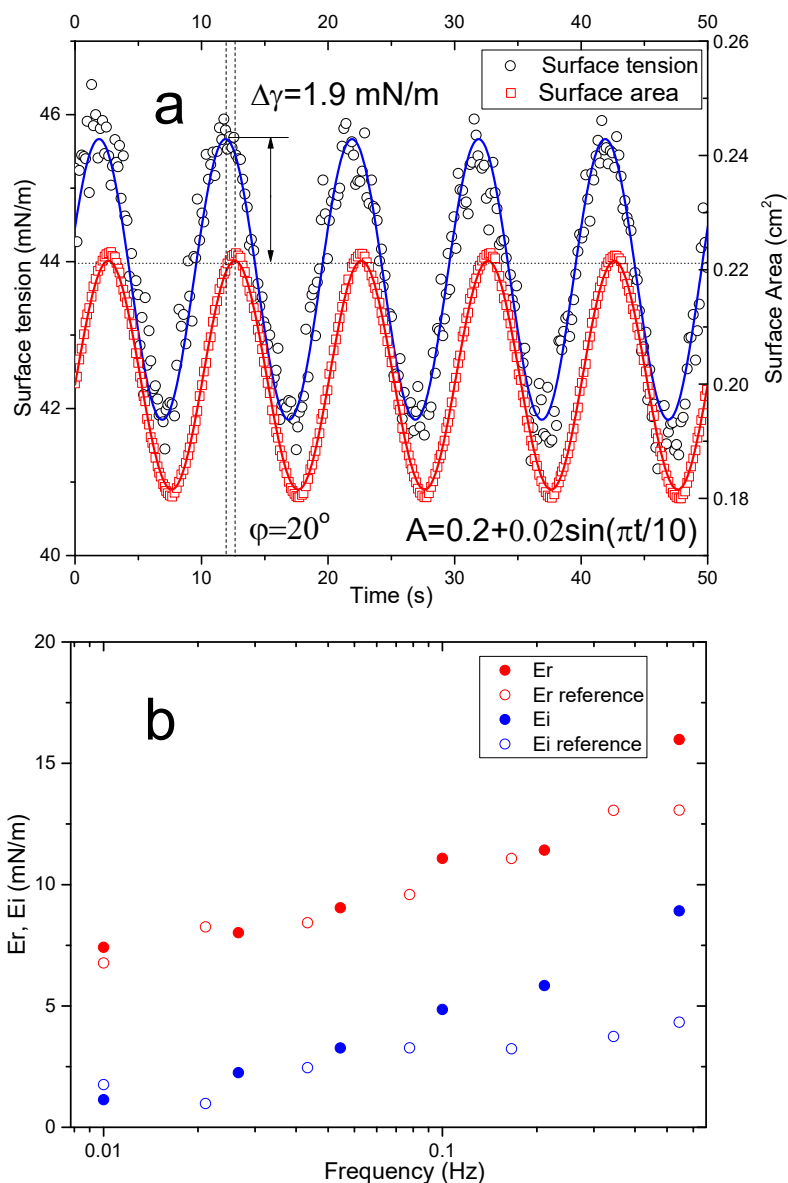 0 10 20 30 40 50
a
Δγ=1.9 mN/m
Surface tension
Surface area
46
44
42
40
Surface tension (mN/m)
0.26
0.24
0.22
0.20
0.18
Surface Area (cm²)
φ=20°
A=0.2+0.02sin(πt/10)
0 10 20 30 40 50
Time (s)
b
Er
Er reference
Ei
Ei reference
20
15
10
5
0
Er, Ei (mN/m)
0.01 0.1
Frequency (Hz)